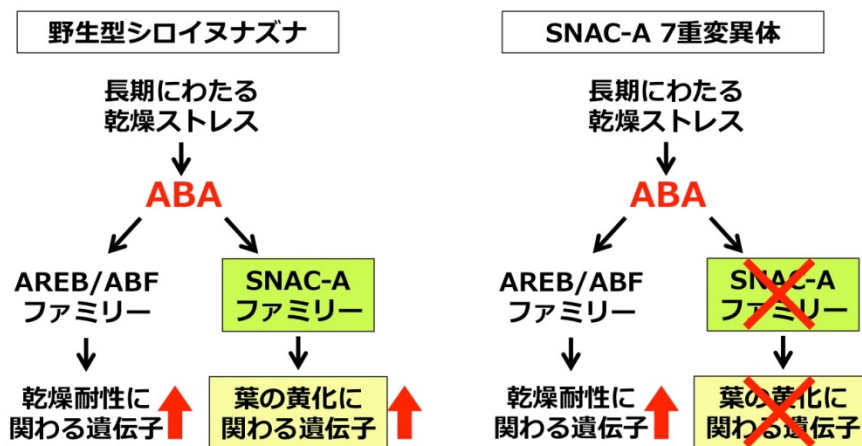 野生型シロイヌナズナ
長期にわたる
乾燥ストレス
ABA
AREB/ABF
ファミリー
SNAC-A
ファミリー
乾燥耐性に
関わる遺伝子
葉の黄化に
関わる遺伝子
SNAC-A 7重変異体
長期にわたる
乾燥ストレス
ABA
AREB/ABF
ファミリー
SNAC-A
ファミリー
乾燥耐性に
関わる遺伝子
葉の黄化に
関わる遺伝子